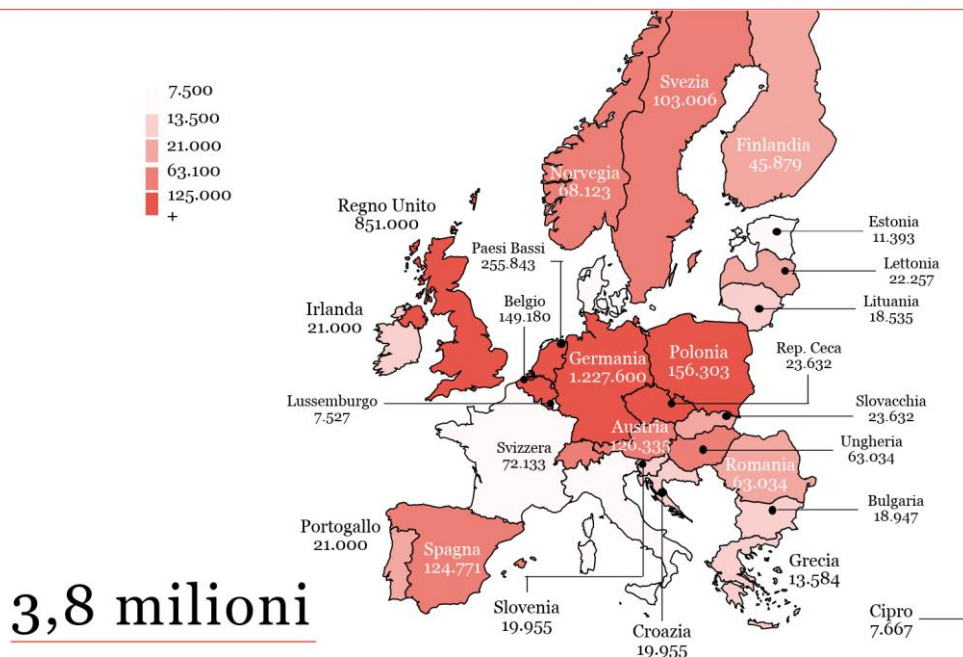 7.500
13.500
21.000
63.100
125.000
+
Svezia
103.006
Finlandia
45.879
Norvegia
68.123
Regno Unito
851.000
Paesi Bassi
255.843
Estonia
11.393
Lettonia
22.257
Belgio
149.180
Lituania
18.535
Irlanda
21.000
Germania
1.227.600
Polonia
156.303
Rep. Ceca
23.632
Lussemburgo
7.527
Slovacchia
23.632
Austria
126.335
Svizzera
72.133
Ungheria
63.034
Romania
63.034
Bulgaria
18.947
Portogallo
21.000
Spagna
124.771
Grecia
13.584
3,8 milioni
Slovenia
19.955
Croazia
19.955
Cipro
7.667